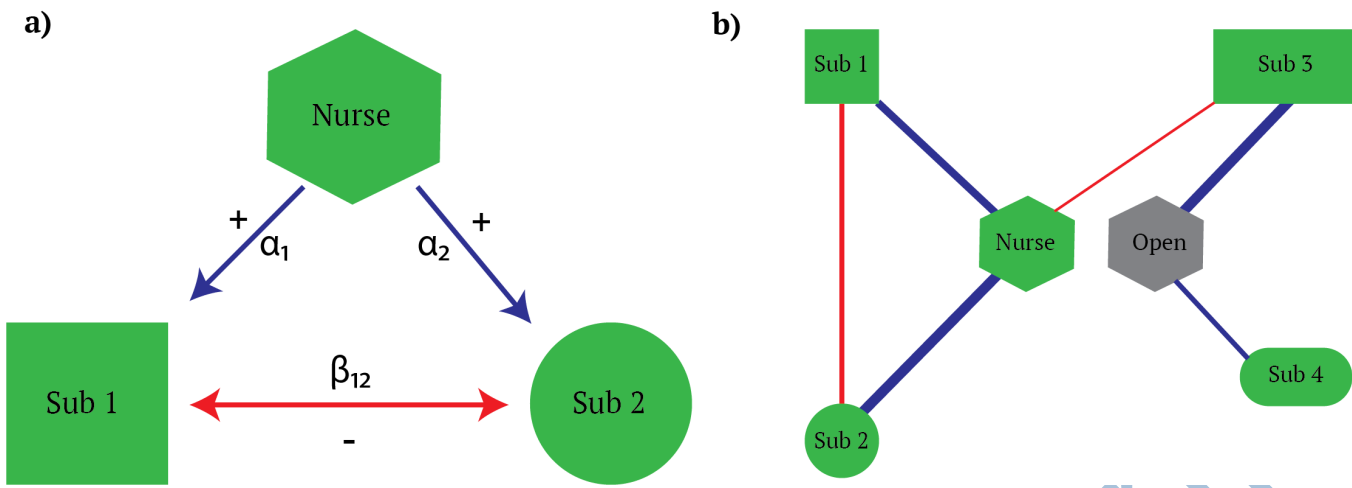 a)
Nurse
+
α₁
α₂
+
Sub 1
β₁₂
-
Sub 2
b)
Sub 1
Sub 3
Nurse
Open
Sub 4
Sub 2